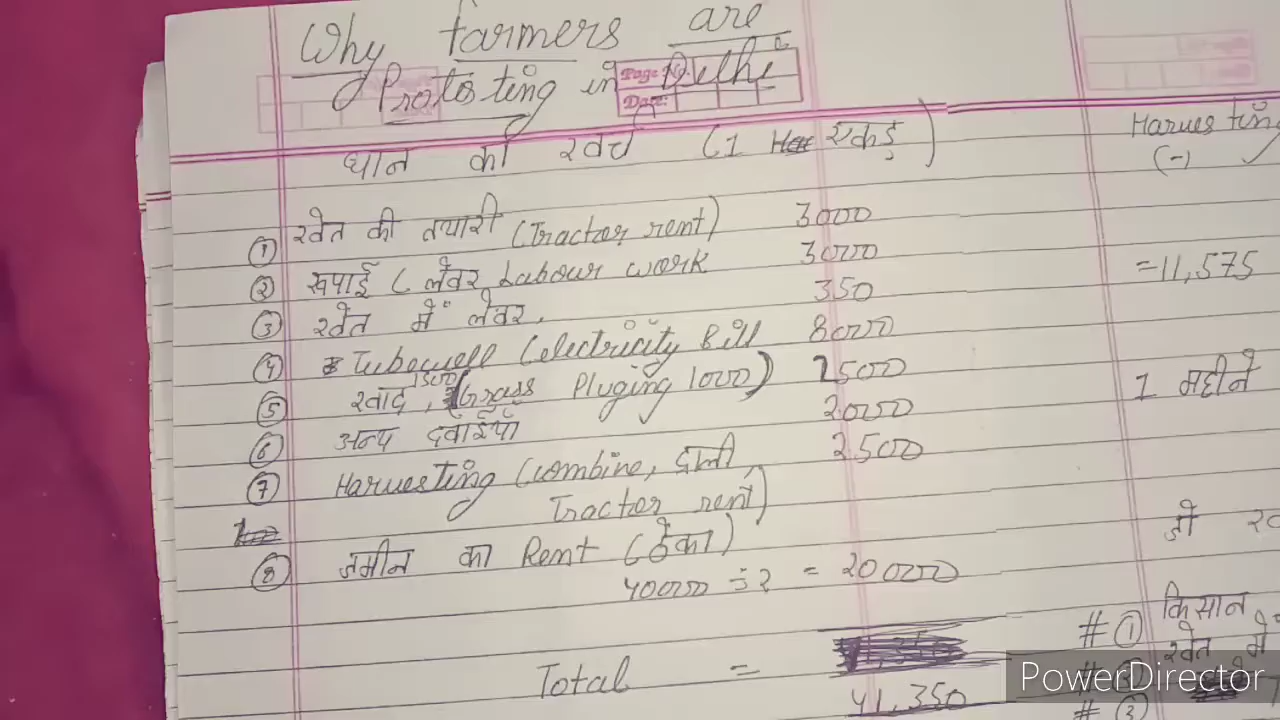 Why farmers are
Protesting in Delhi
Page No.
Date:
धान का खर्च (1 एकड़)
Harvesting
(-)
① खेत की तयारी (Tractor rent) 3000
② रूपाई ( लेबर Labour work 3000
③ खेत में लेबर, 350
= 11,575
④ Tubewell (electricity Bill 8000
⑤ खाद, 1500 (Grass Pluging 1000) 2500
⑥ अन्य दवाईयाँ 2000
1 महीने
⑦ Harvesting (combine, ट्राली,
Tractor rent) 2500
⑧ जमीन का Rent (ठेका)
40000 ÷ 2 = 20000
जो
Total = 41,350
# ① किसान
खेत में
# ②
# ③
PowerDirector